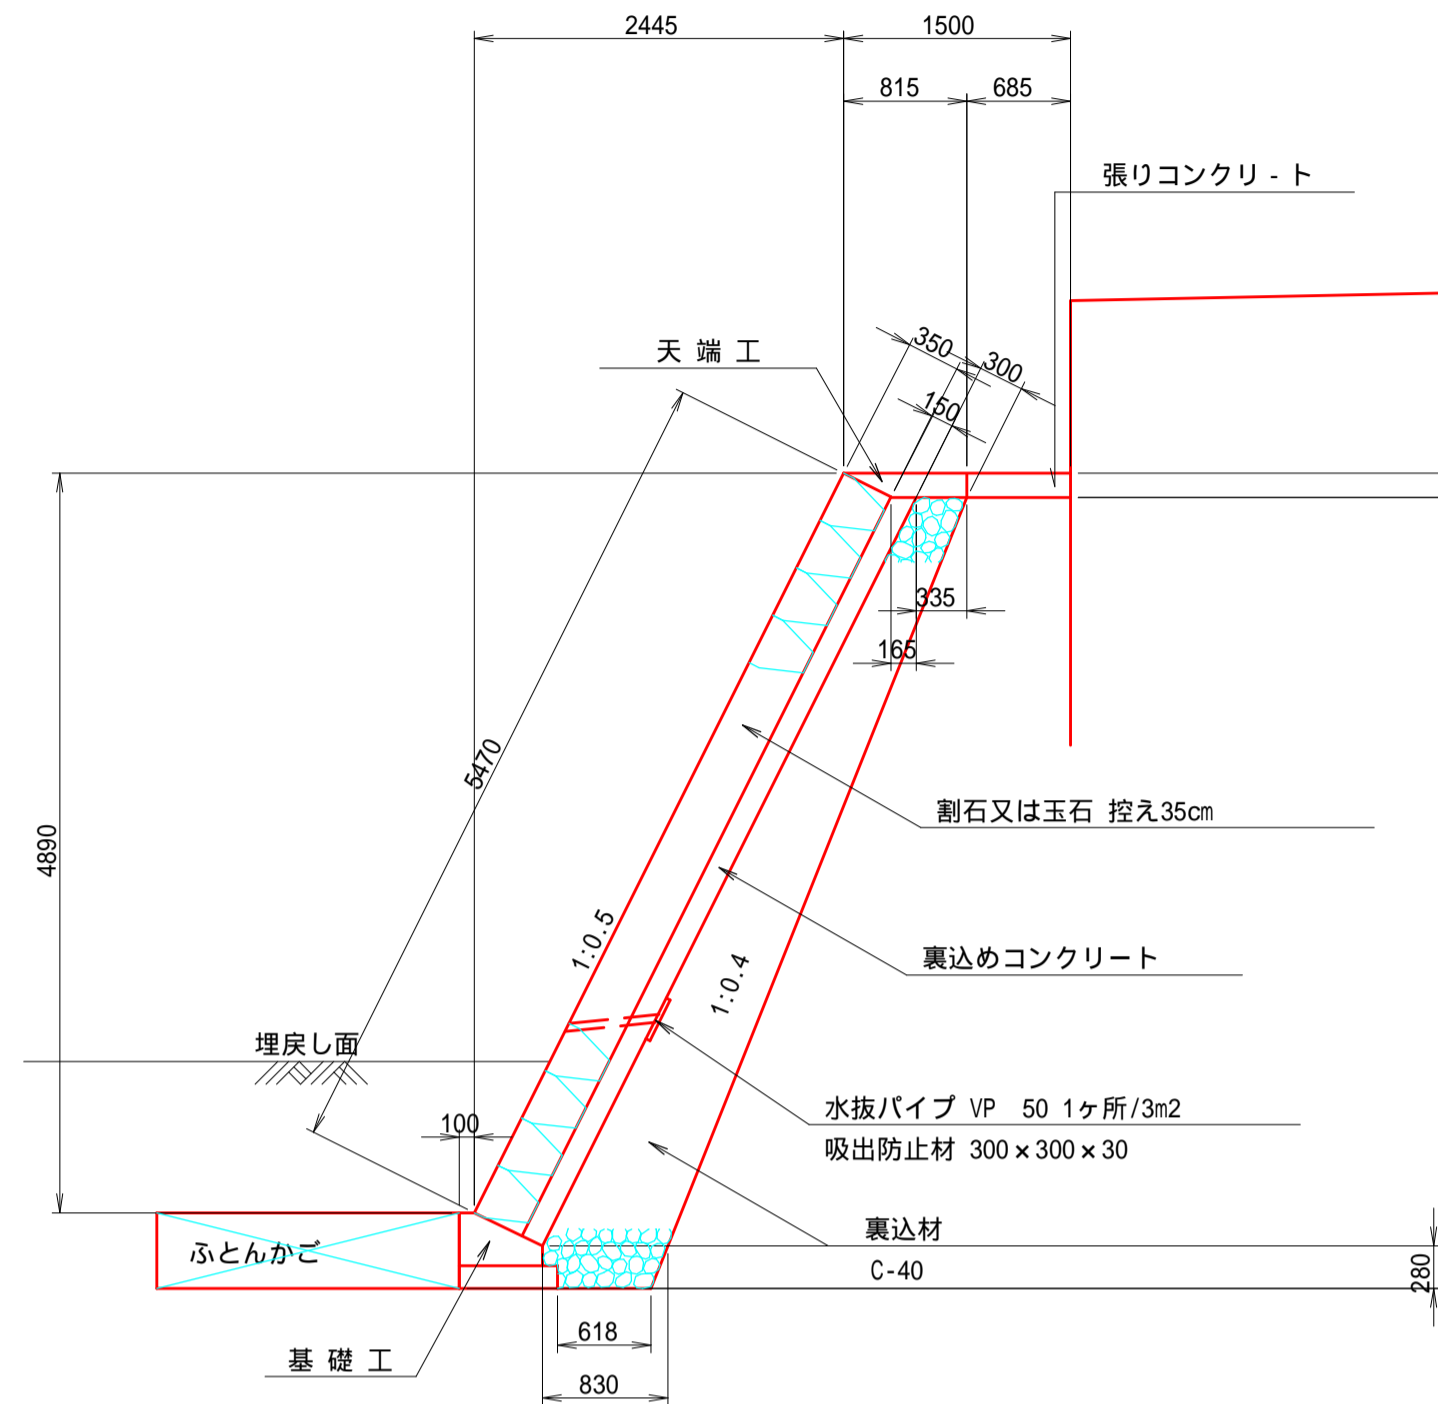 2445
1500
815
685
張りコンクリ - ト
天 端 工
350
300
150
335
165
5470
4890
割石又は玉石 控え35cm
裏込めコンクリート
1:0.5
1:0.4
埋戻し面
水抜パイプ VP 50 1ヶ所/3m2
吸出防止材 300×300×30
100
裏込材
C-40
ふとんかご
280
618
基 礎 工
830